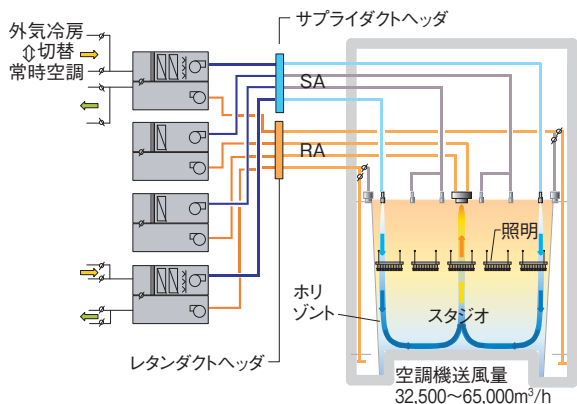 サプライダクトヘッダ
外気冷房
⇕切替
常時空調
SA
RA
照明
ホリ
ゾント
スタジオ
レタンダクトヘッダ
空調機送風量
32,500～65,000m³/h